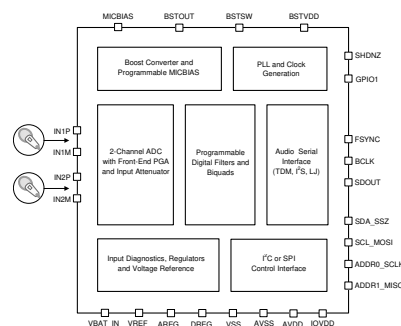 MICBIAS
BSTOUT
BSTSW
BSTVDD
Boost Converter and
Programmable MICBIAS
PLL and Clock
Generation
SHDNZ
GPIO1
IN1P
IN1M
IN2P
IN2M
2-Channel ADC
with Front-End PGA
and Input Attenuator
Programmable
Digital Filters and
Biquads
Audio Serial
Interface
(TDM, I²S, LJ)
FSYNC
BCLK
SDOUT
SDA_SSZ
SCL_MOSI
ADDR0_SCLK
ADDR1_MISO
Input Diagnostics, Regulators
and Voltage Reference
I²C or SPI
Control Interface
VBAT_IN
VREF
AREG
DREG
VSS
AVSS
AVDD
IOVDD